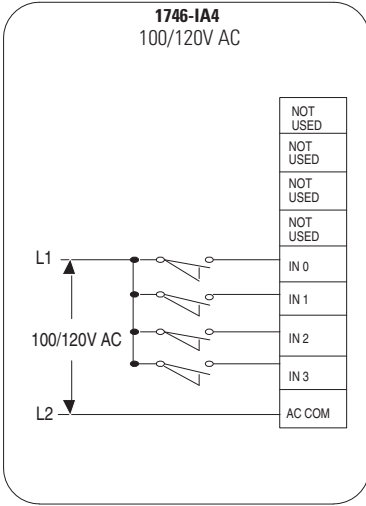 1746-IA4
100/120V AC
NOT
USED
NOT
USED
NOT
USED
NOT
USED
L1
IN 0
IN 1
100/120V AC
IN 2
IN 3
L2
AC COM